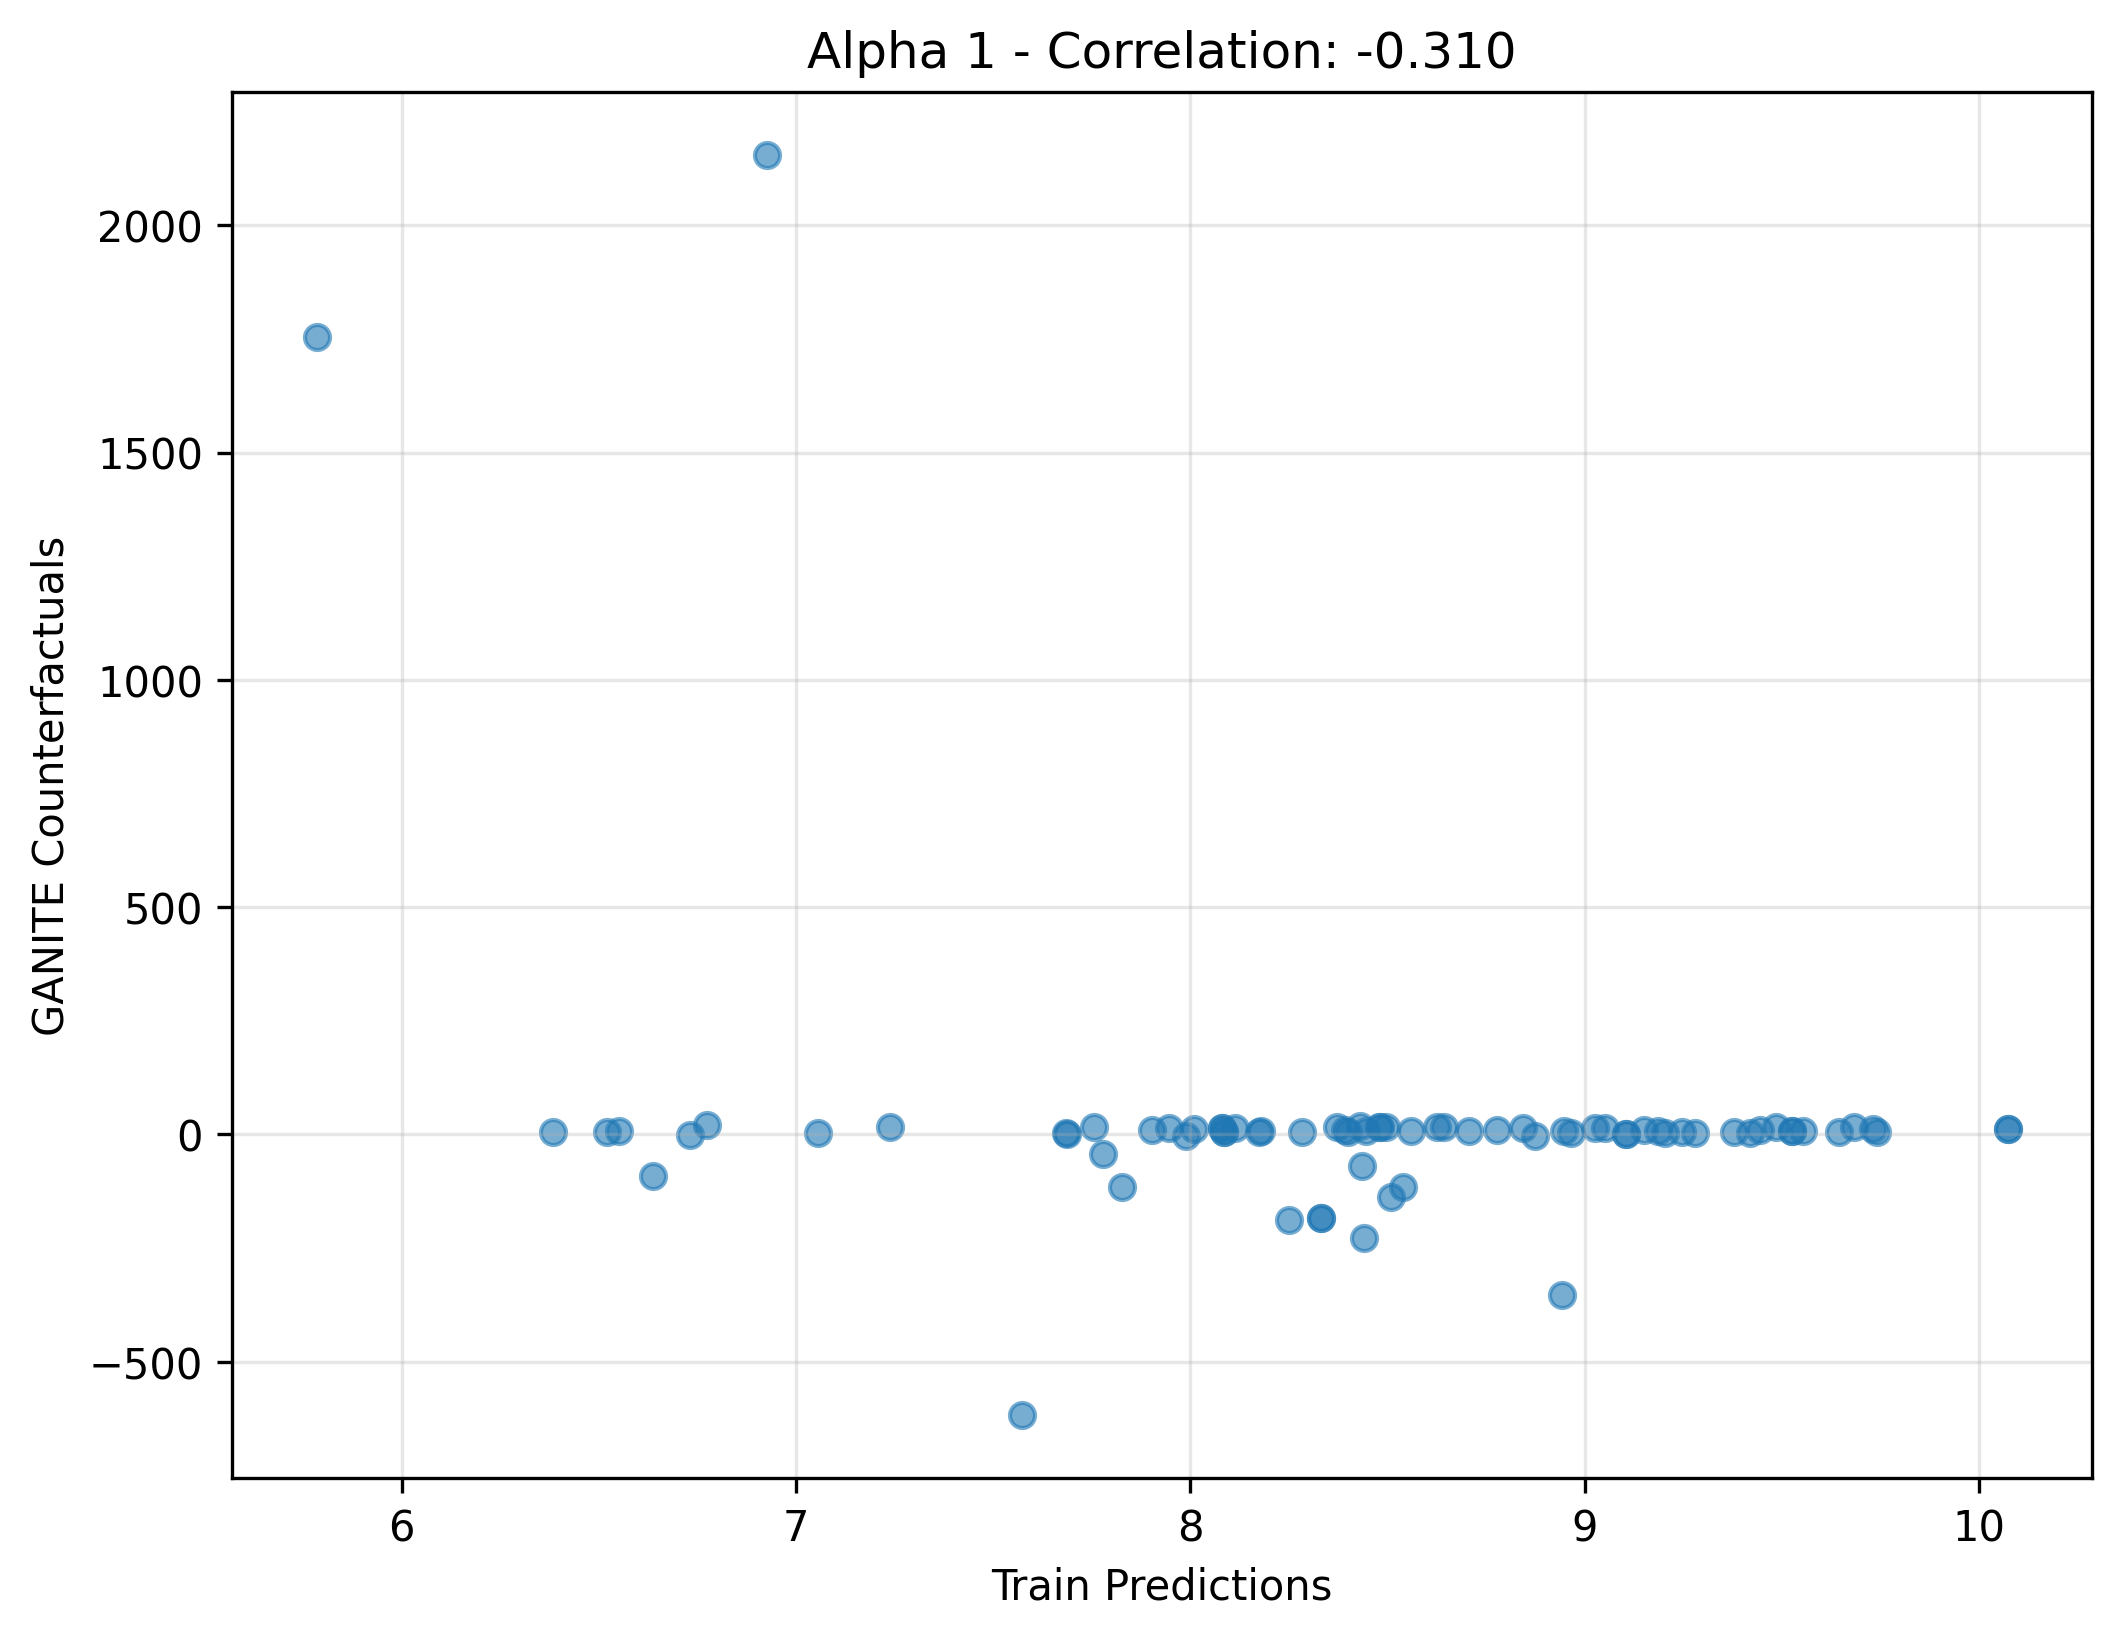 Alpha 1 - Correlation: -0.310
GANITE Counterfactuals
2000
1500
1000
500
0
−500
6 7 8 9 10
Train Predictions